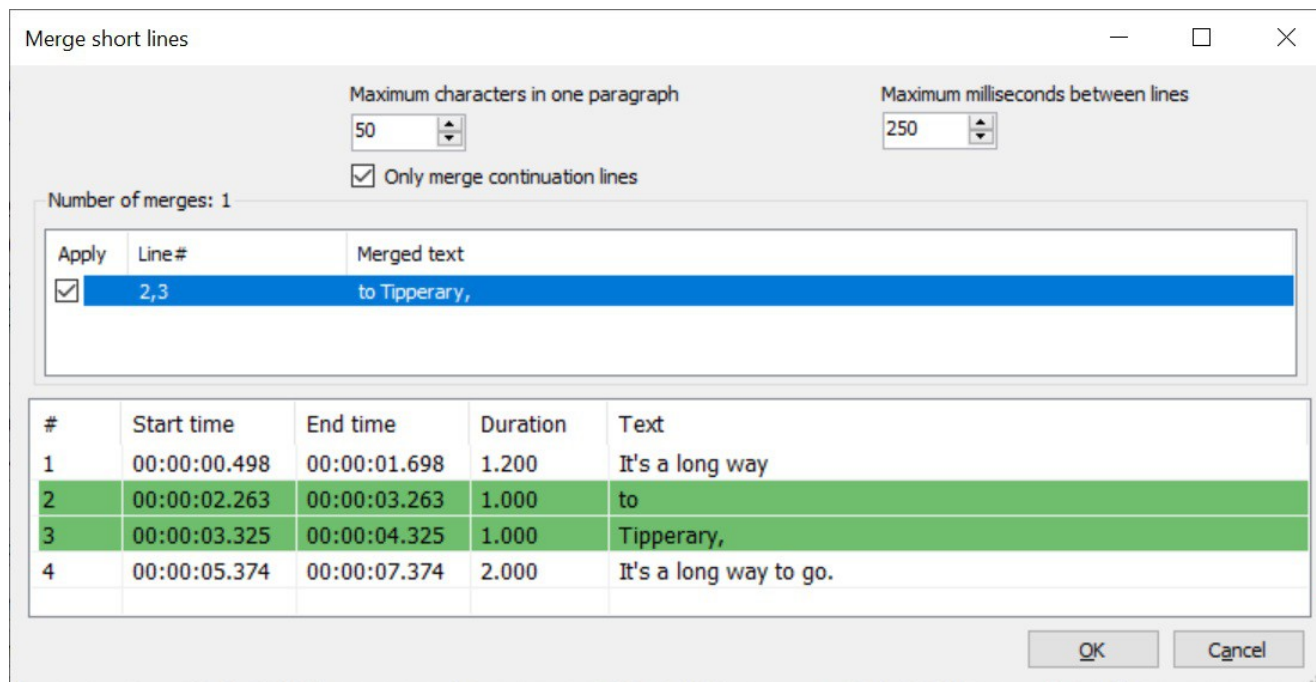 Merge short lines
Maximum characters in one paragraph Maximum milliseconds between lines
50 250
Only merge continuation lines
Number of merges: 1
Apply Line# Merged text
2,3 to Tipperary,
# Start time End time Duration Text
1 00:00:00.498 00:00:01.698 1.200 It's a long way
2 00:00:02.263 00:00:03.263 1.000 to
3 00:00:03.325 00:00:04.325 1.000 Tipperary,
4 00:00:05.374 00:00:07.374 2.000 It's a long way to go.
OK Cancel